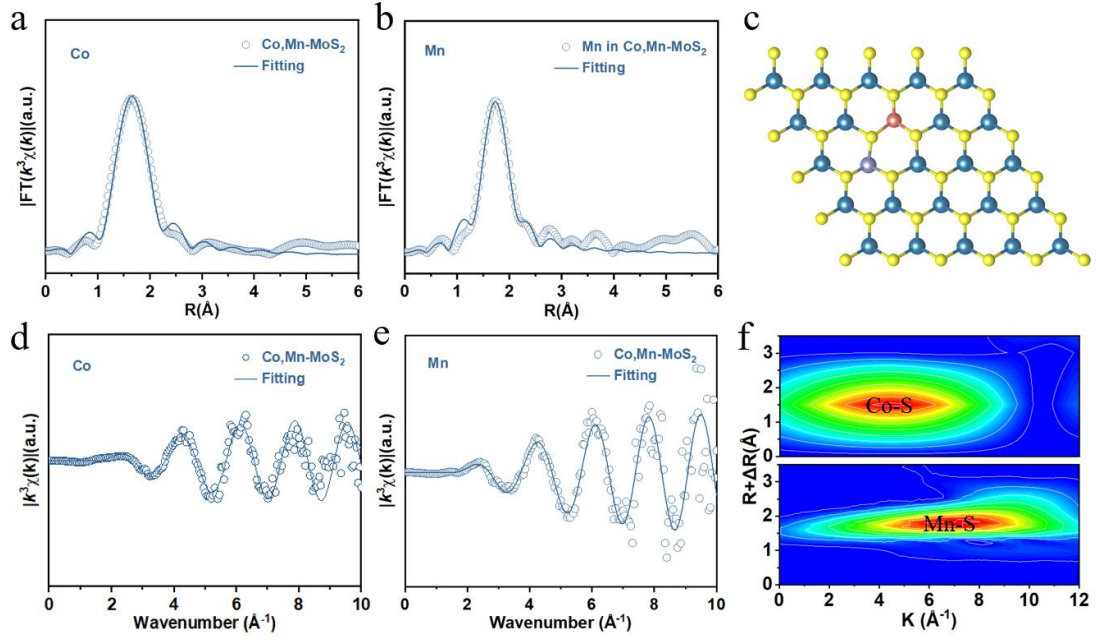 a
Co
Co,Mn-MoS₂
Fitting
|FT(k³χ(k)|(a.u.)
0 1 2 3 4 5 6
R(Å)
b
Mn
Mn in Co,Mn-MoS₂
Fitting
|FT(k³χ(k)|(a.u.)
0 1 2 3 4 5 6
R(Å)
c
d
Co
Co,Mn-MoS₂
Fitting
|k³χ(k)|(a.u.)
0 2 4 6 8 10
Wavenumber (Å⁻¹)
e
Mn
Co,Mn-MoS₂
Fitting
|k³χ(k)|(a.u.)
0 2 4 6 8 10
Wavenumber (Å⁻¹)
f
3
2
1
0
Co-S
3
2
1
0
Mn-S
R+ΔR(Å)
0 2 4 6 8 10 12
K (Å⁻¹)